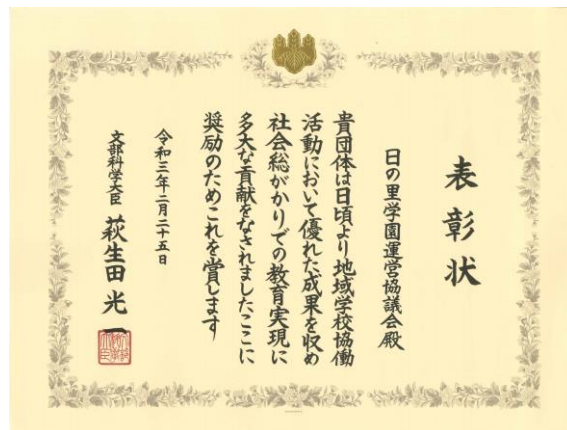 表彰状
日の里学園運営協議会殿
貴団体は日頃より地域学校協働
活動において優れた成果を収め
社会総がかりでの教育実現に
多大な貢献をなされましたここに
奨励のためこれを賞します
令和三年二月二十五日
文部科学大臣 萩生田光一